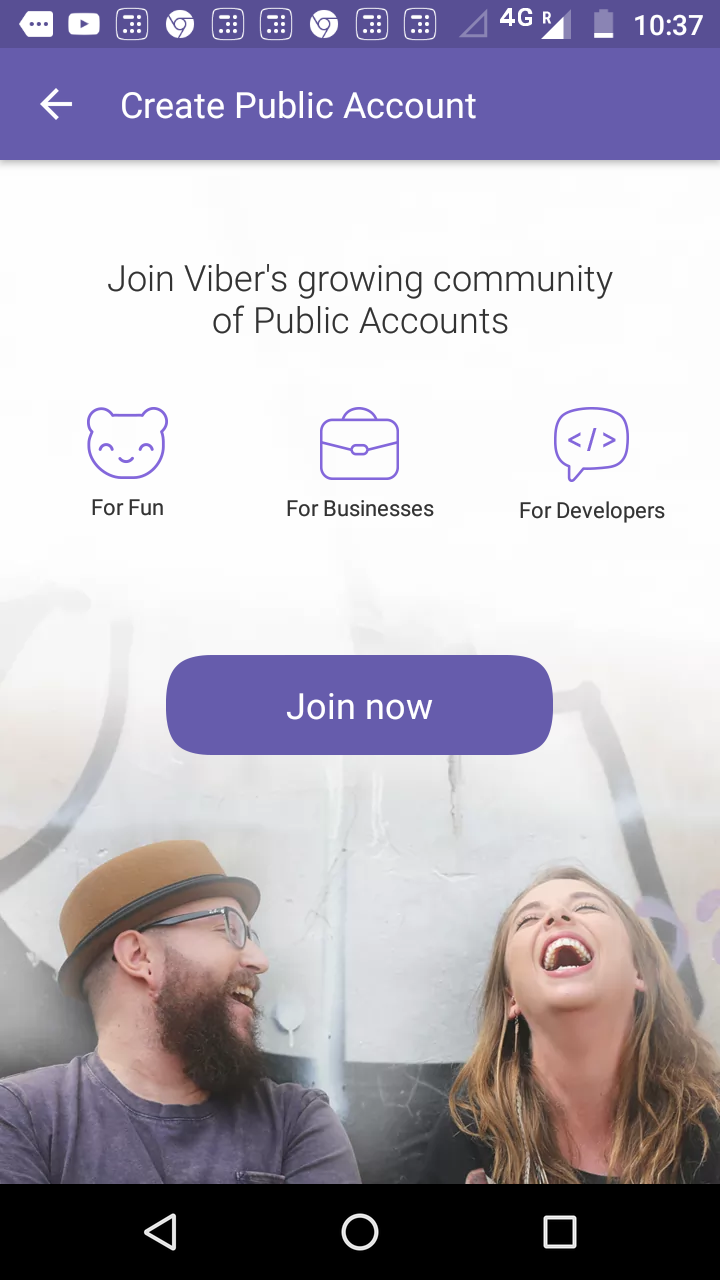 4G R 10:37
Create Public Account
Join Viber's growing community
of Public Accounts
For Fun
For Businesses
For Developers
</>
Join now